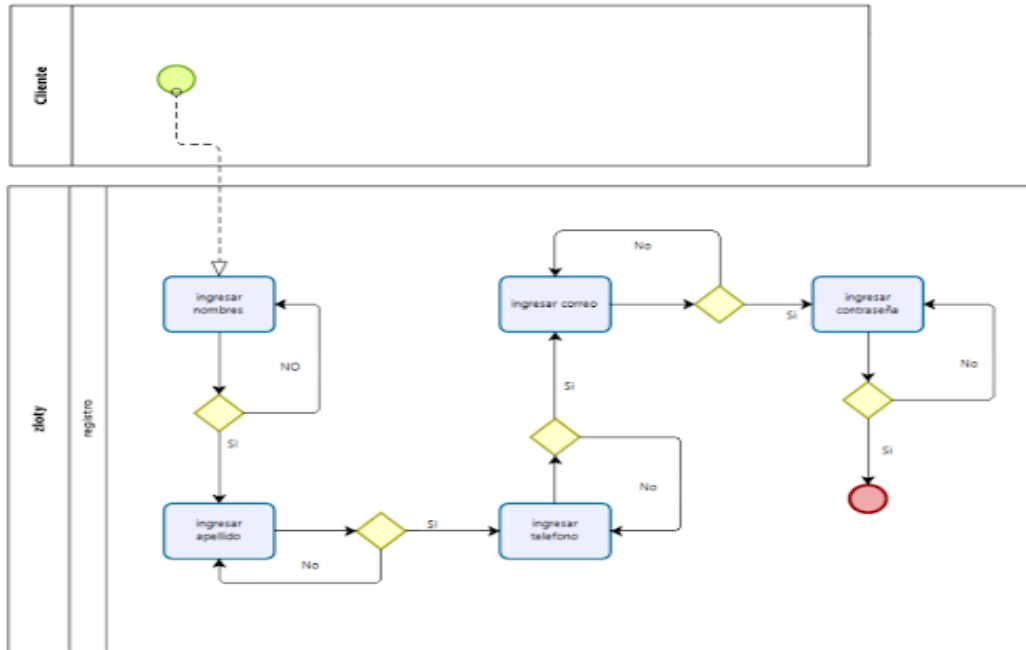 Cliente
zloty
registro
ingresar
nombres
NO
Si
ingresar
apellido
No
Si
ingresar
telefono
No
Si
ingresar correo
No
Si
ingresar
contraseña
No
Si